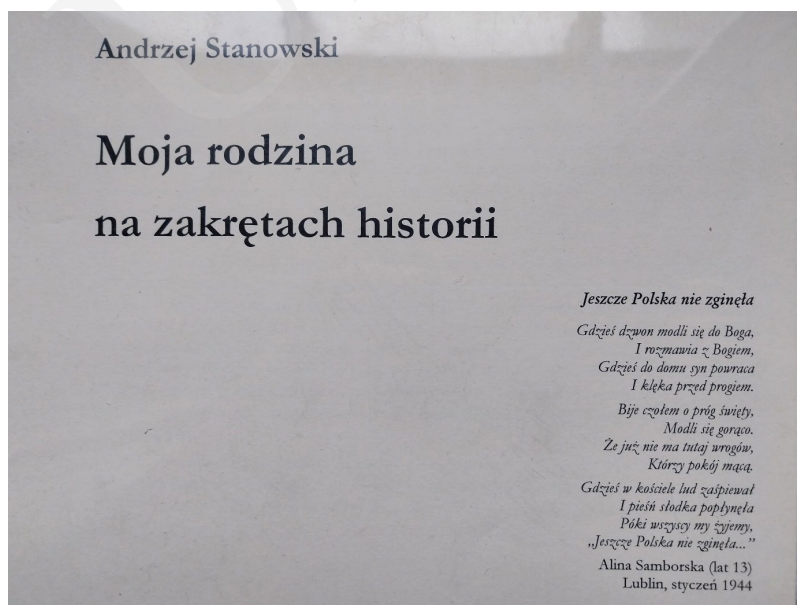 Andrzej Stanowski
Moja rodzina
na zakrętach historii
Jeszcze Polska nie zginęła
Gdzieś dzwon modli się do Boga,
I rozmawia z Bogiem,
Gdzieś do domu syn powraca
I klęka przed progiem.
Bije czołem o próg święty,
Modli się gorąco.
Że już nie ma tutaj wrogów,
Którzy pokój mącą.
Gdzieś w kościele lud zaśpiewał
I pieśń słodka popłynęła
Póki wszyscy my żyjemy,
„Jeszcze Polska nie zginęła...”
Alina Samborska (lat 13)
Lublin, styczeń 1944